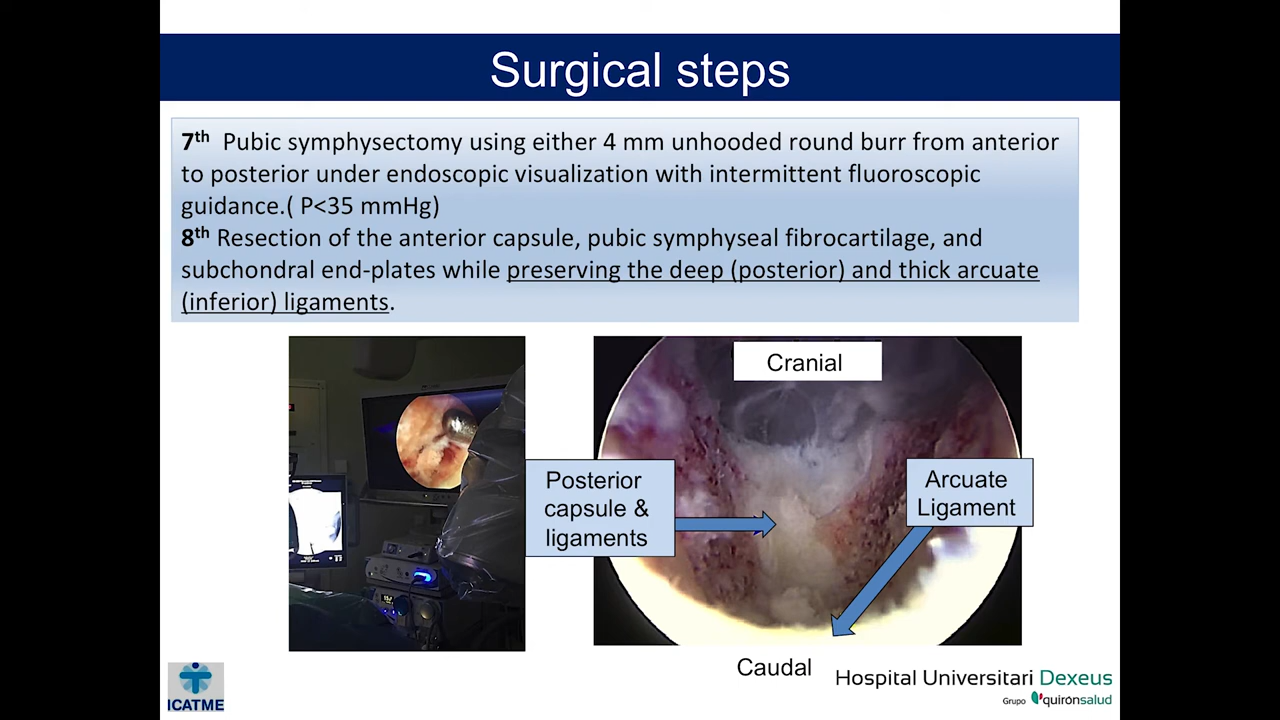 Surgical steps
7th Pubic symphysectomy using either 4 mm unhooded round burr from anterior
to posterior under endoscopic visualization with intermittent fluoroscopic
guidance.( P<35 mmHg)
8th Resection of the anterior capsule, pubic symphyseal fibrocartilage, and
subchondral end-plates while preserving the deep (posterior) and thick arcuate
(inferior) ligaments.
Cranial
Posterior
capsule &
ligaments
Arcuate
Ligament
Caudal
ICATME
Hospital Universitari Dexeus
Grupo quirónsalud